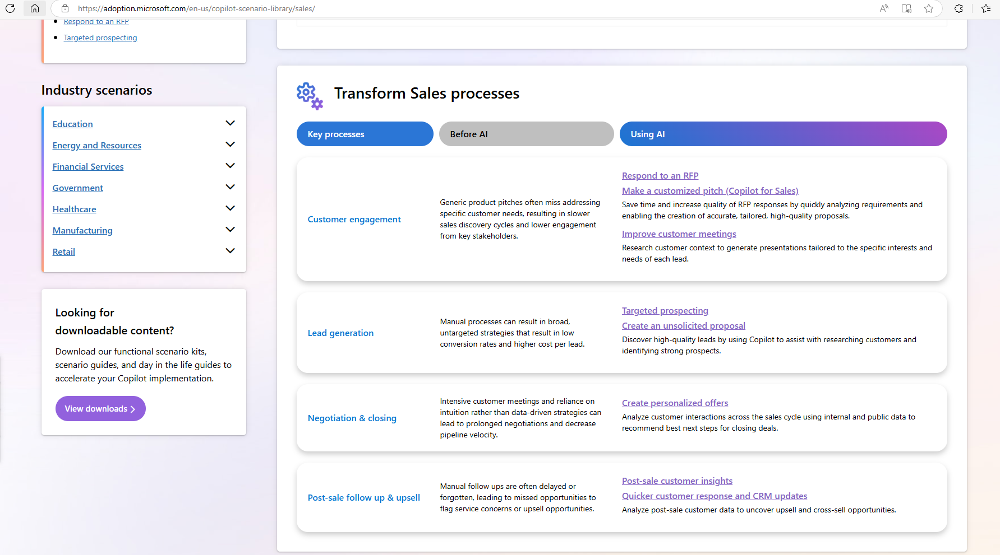 https://adoption.microsoft.com/en-us/copilot-scenario-library/sales/
Respond to an RFP
Targeted prospecting
Industry scenarios
Education
Energy and Resources
Financial Services
Government
Healthcare
Manufacturing
Retail
Looking for
downloadable content?
Download our functional scenario kits,
scenario guides, and day in the life guides to
accelerate your Copilot implementation.
View downloads
Transform Sales processes
Key processes
Before AI
Using AI
Customer engagement
Generic product pitches often miss addressing
specific customer needs, resulting in slower
sales discovery cycles and lower engagement
from key stakeholders.
Respond to an RFP
Make a customized pitch (Copilot for Sales)
Save time and increase quality of RFP responses by quickly analyzing requirements and
enabling the creation of accurate, tailored, high-quality proposals.
Improve customer meetings
Research customer context to generate presentations tailored to the specific interests and
needs of each lead.
Lead generation
Manual processes can result in broad,
untargeted strategies that result in low
conversion rates and higher cost per lead.
Targeted prospecting
Create an unsolicited proposal
Discover high-quality leads by using Copilot to assist with researching customers and
identifying strong prospects.
Negotiation & closing
Intensive customer meetings and reliance on
intuition rather than data-driven strategies can
lead to prolonged negotiations and decrease
pipeline velocity.
Create personalized offers
Analyze customer interactions across the sales cycle using internal and public data to
recommend best next steps for closing deals.
Post-sale follow up & upsell
Manual follow ups are often delayed or
forgotten, leading to missed opportunities to
flag service concerns or upsell opportunities.
Post-sale customer insights
Quicker customer response and CRM updates
Analyze post-sale customer data to uncover upsell and cross-sell opportunities.